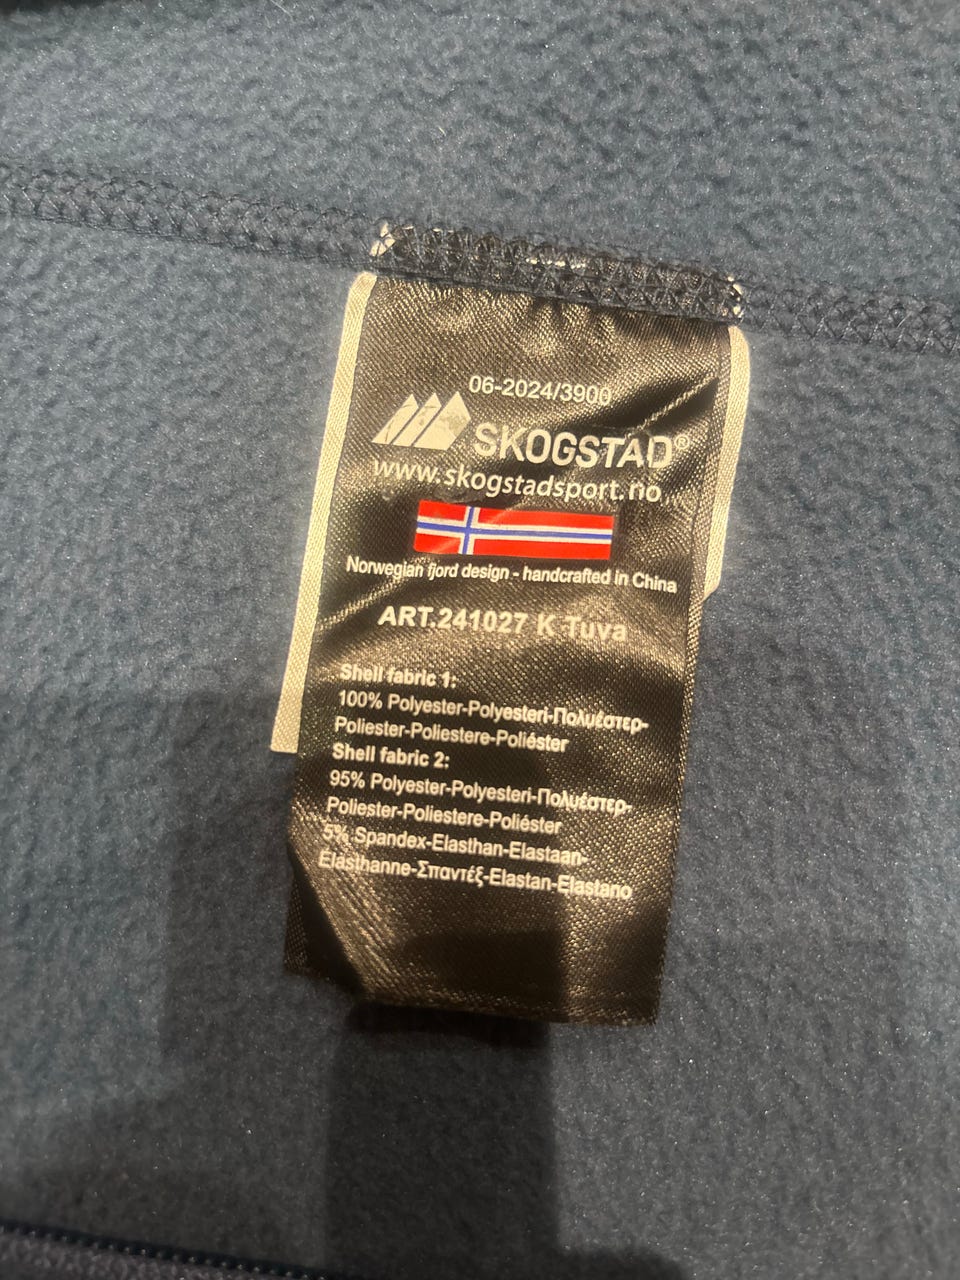 06-2024/3900
SKOGSTAD®
www.skogstadsport.no
Norwegian fjord design - handcrafted in China
ART.241027 K Tuva
Shell fabric 1:
100% Polyester-Polyesteri-Πολυέστερ-
Poliester-Poliestere-Poliéster
Shell fabric 2:
95% Polyester-Polyesteri-Πολυέστερ-
Poliester-Poliestere-Poliéster
5% Spandex-Elasthan-Elastaan-
Elasthanne-Σπαντέξ-Elastan-Elastano